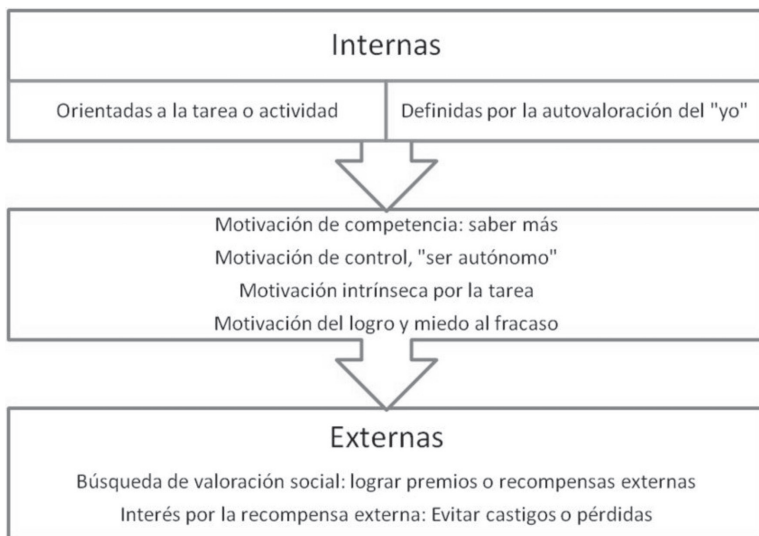 Internas
Orientadas a la tarea o actividad
Definidas por la autovaloración del "yo"
Motivación de competencia: saber más
Motivación de control, "ser autónomo"
Motivación intrínseca por la tarea
Motivación del logro y miedo al fracaso
Externas
Búsqueda de valoración social: lograr premios o recompensas externas
Interés por la recompensa externa: Evitar castigos o pérdidas